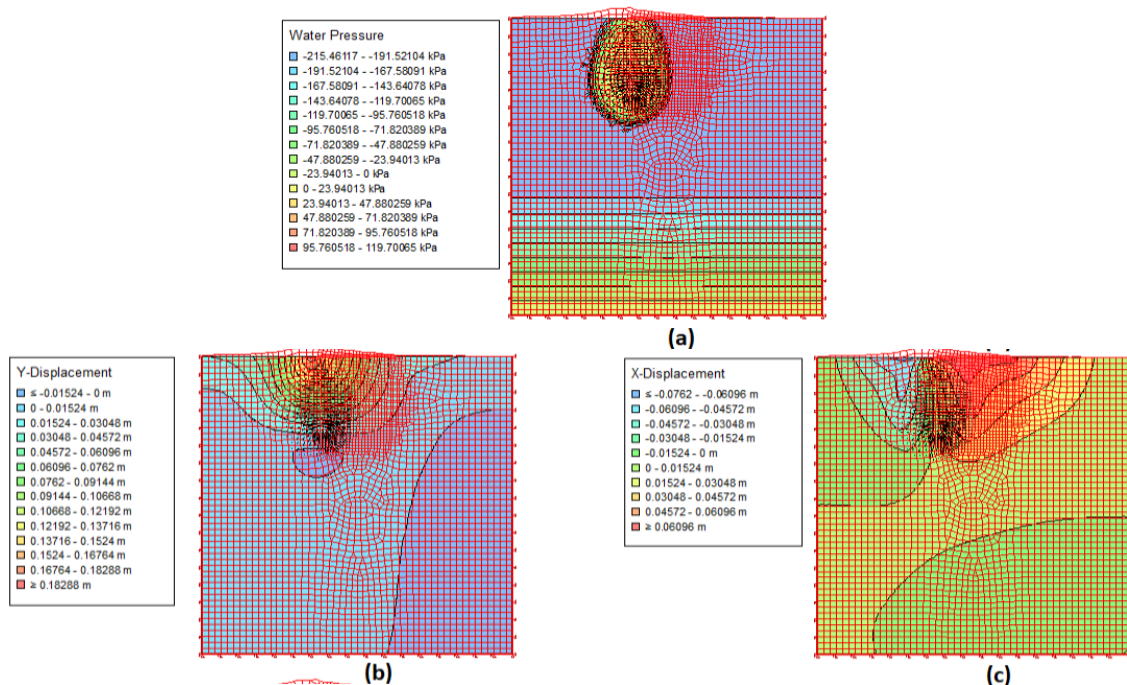 Water Pressure
-215.46117 - -191.52104 kPa
-191.52104 - -167.58091 kPa
-167.58091 - -143.64078 kPa
-143.64078 - -119.70065 kPa
-119.70065 - -95.760518 kPa
-95.760518 - -71.820389 kPa
-71.820389 - -47.880259 kPa
-47.880259 - -23.94013 kPa
-23.94013 - 0 kPa
0 - 23.94013 kPa
23.94013 - 47.880259 kPa
47.880259 - 71.820389 kPa
71.820389 - 95.760518 kPa
95.760518 - 119.70065 kPa
(a)
Y-Displacement
≤ -0.01524 - 0 m
0 - 0.01524 m
0.01524 - 0.03048 m
0.03048 - 0.04572 m
0.04572 - 0.06096 m
0.06096 - 0.0762 m
0.0762 - 0.09144 m
0.09144 - 0.10668 m
0.10668 - 0.12192 m
0.12192 - 0.13716 m
0.13716 - 0.1524 m
0.1524 - 0.16764 m
0.16764 - 0.18288 m
≥ 0.18288 m
(b)
X-Displacement
≤ -0.0762 - -0.06096 m
-0.06096 - -0.04572 m
-0.04572 - -0.03048 m
-0.03048 - -0.01524 m
-0.01524 - 0 m
0 - 0.01524 m
0.01524 - 0.03048 m
0.03048 - 0.04572 m
0.04572 - 0.06096 m
≥ 0.06096 m
(c)